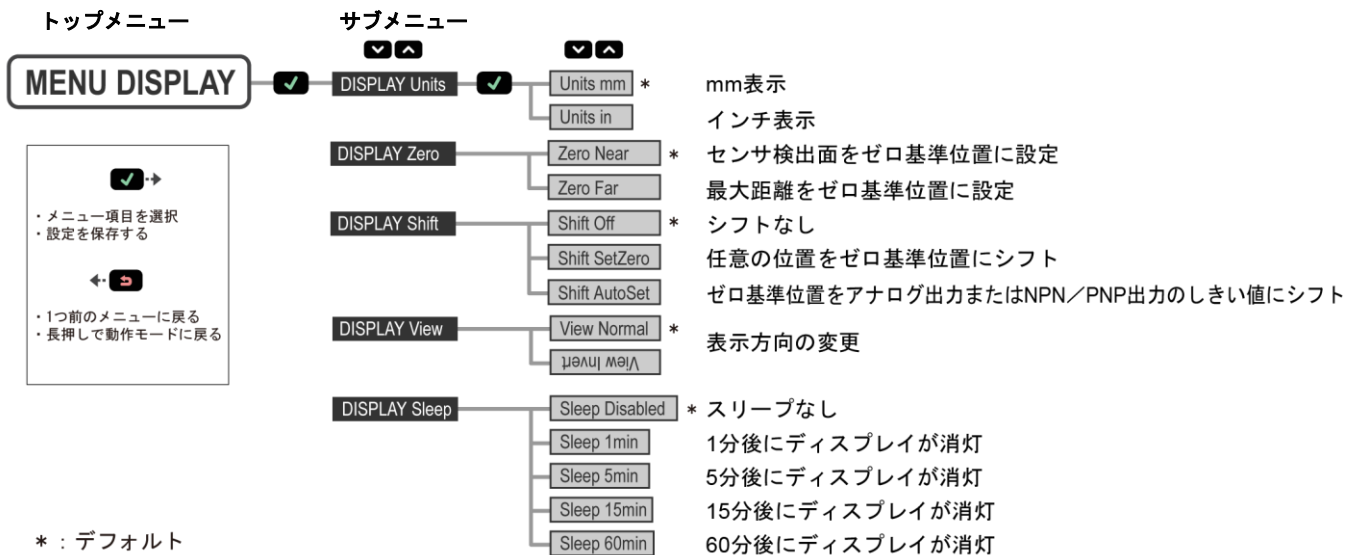 トップメニュー サブメニュー
MENU DISPLAY DISPLAY Units Units mm * mm表示
Units in インチ表示
DISPLAY Zero Zero Near * センサ検出面をゼロ基準位置に設定
Zero Far 最大距離をゼロ基準位置に設定
DISPLAY Shift Shift Off * シフトなし
Shift SetZero 任意の位置をゼロ基準位置にシフト
Shift AutoSet ゼロ基準位置をアナログ出力またはNPN/PNP出力のしきい値にシフト
DISPLAY View View Normal * 表示方向の変更
View Invert
DISPLAY Sleep Sleep Disabled * スリープなし
Sleep 1min 1分後にディスプレイが消灯
Sleep 5min 5分後にディスプレイが消灯
Sleep 15min 15分後にディスプレイが消灯
Sleep 60min 60分後にディスプレイが消灯
・メニュー項目を選択
・設定を保存する
・1つ前のメニューに戻る
・長押しで動作モードに戻る
*:デフォルト